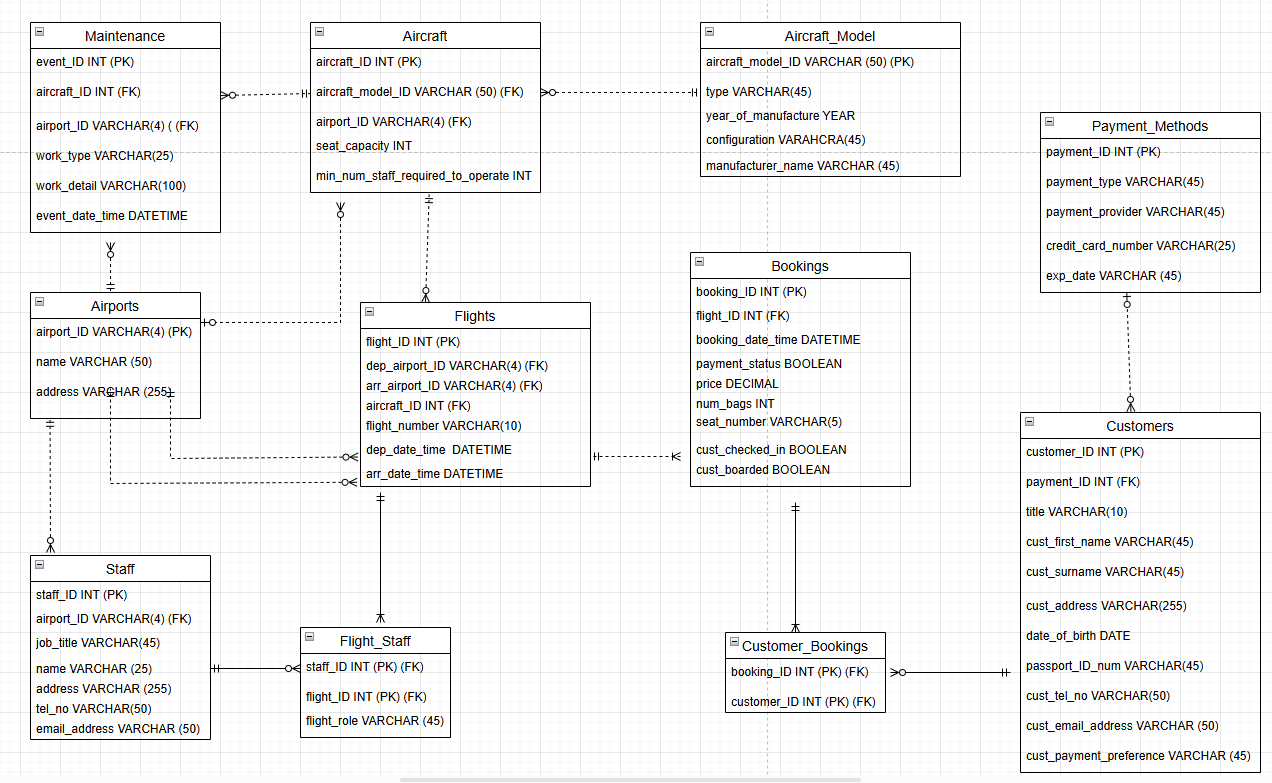 Maintenance
event_ID INT (PK)
aircraft_ID INT (FK)
airport_ID VARCHAR(4) ( (FK)
work_type VARCHAR(25)
work_detail VARCHAR(100)
event_date_time DATETIME
Aircraft
aircraft_ID INT (PK)
aircraft_model_ID VARCHAR (50) (FK)
airport_ID VARCHAR(4) (FK)
seat_capacity INT
min_num_staff_required_to_operate INT
Aircraft_Model
aircraft_model_ID VARCHAR (50) (PK)
type VARCHAR(45)
year_of_manufacture YEAR
configuration VARAHCRA(45)
manufacturer_name VARCHAR (45)
Payment_Methods
payment_ID INT (PK)
payment_type VARCHAR(45)
payment_provider VARCHAR(45)
credit_card_number VARCHAR(25)
exp_date VARCHAR (45)
Airports
airport_ID VARCHAR(4) (PK)
name VARCHAR (50)
address VARCHAR (255)
Flights
flight_ID INT (PK)
dep_airport_ID VARCHAR(4) (FK)
arr_airport_ID VARCHAR(4) (FK)
aircraft_ID INT (FK)
flight_number VARCHAR(10)
dep_date_time DATETIME
arr_date_time DATETIME
Bookings
booking_ID INT (PK)
flight_ID INT (FK)
booking_date_time DATETIME
payment_status BOOLEAN
price DECIMAL
num_bags INT
seat_number VARCHAR(5)
cust_checked_in BOOLEAN
cust_boarded BOOLEAN
Customers
customer_ID INT (PK)
payment_ID INT (FK)
title VARCHAR(10)
cust_first_name VARCHAR(45)
cust_surname VARCHAR(45)
cust_address VARCHAR(255)
date_of_birth DATE
passport_ID_num VARCHAR(45)
cust_tel_no VARCHAR(50)
cust_email_address VARCHAR (50)
cust_payment_preference VARCHAR (45)
Staff
staff_ID INT (PK)
airport_ID VARCHAR(4) (FK)
job_title VARCHAR(45)
name VARCHAR (25)
address VARCHAR (255)
tel_no VARCHAR(50)
email_address VARCHAR (50)
Flight_Staff
staff_ID INT (PK) (FK)
flight_ID INT (PK) (FK)
flight_role VARCHAR (45)
Customer_Bookings
booking_ID INT (PK) (FK)
customer_ID INT (PK) (FK)